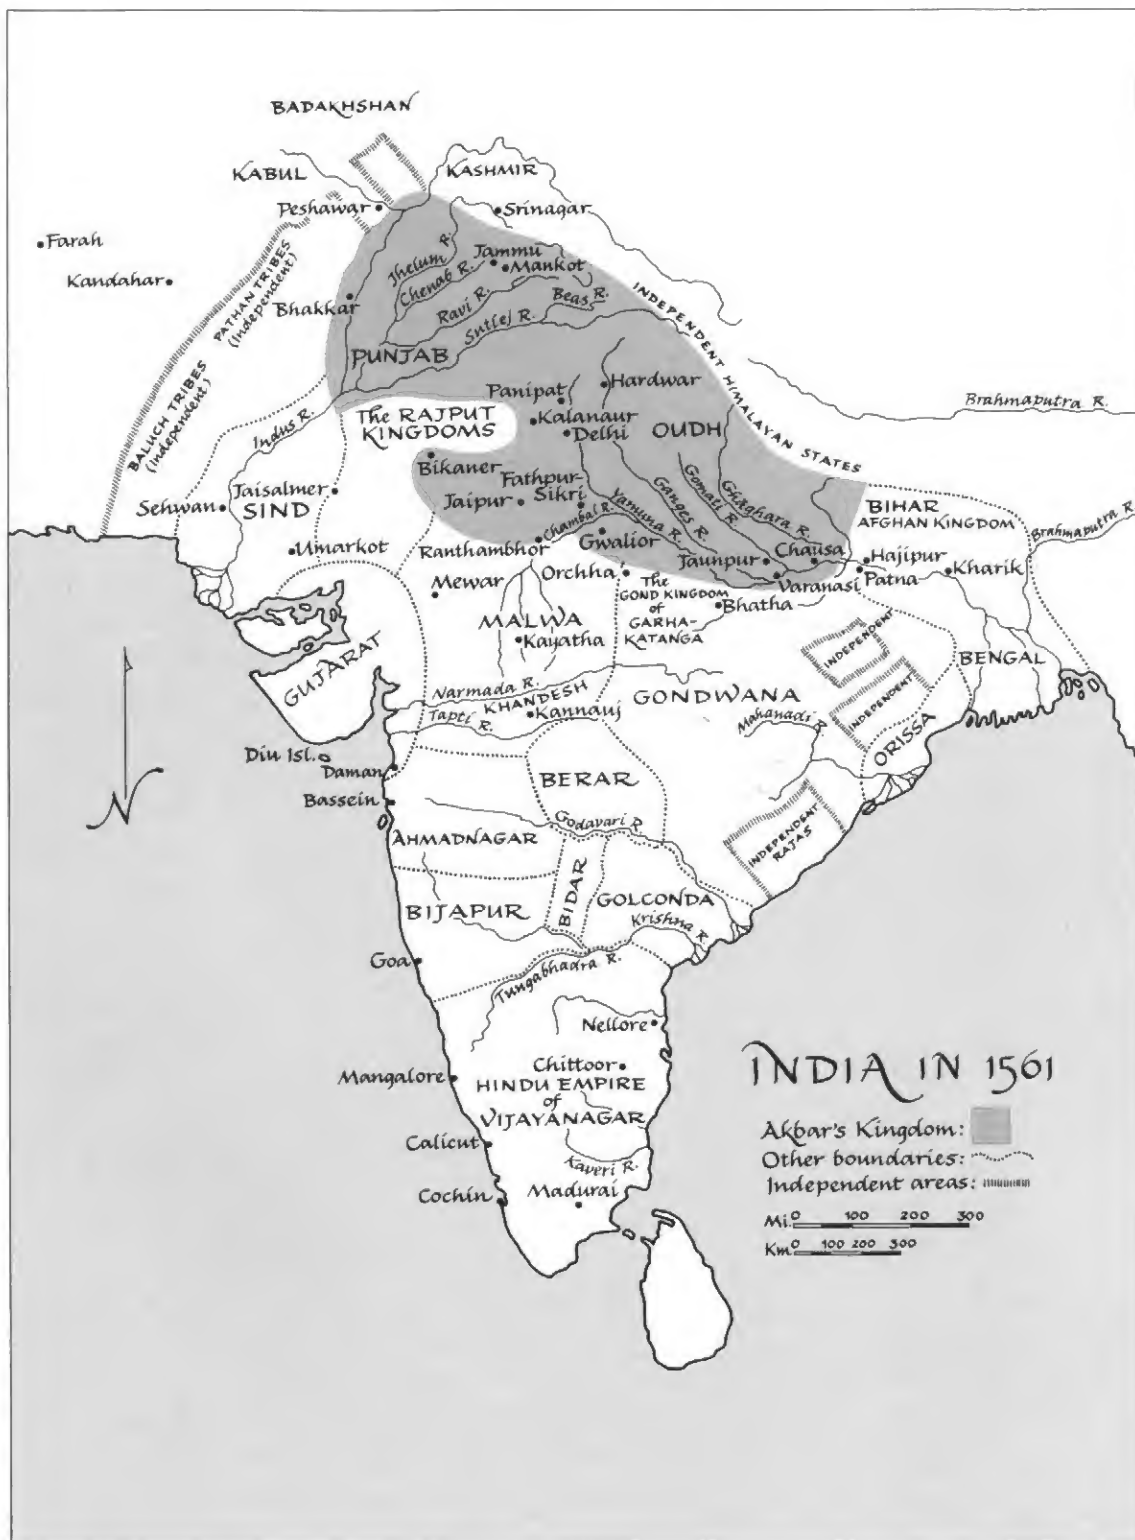 BADAKHSHAN
KABUL
KASHMIR
Peshawar
Srinagar
Farah
Kandahar
PATHAN TRIBES
(Independent)
BALUCH TRIBES
(Independent)
Jhelum R.
Chenab R.
Jammu
Mankot
Bhakkar
Ravi R.
Beas R.
Sutlej R.
PUNJAB
INDEPENDENT HIMALAYAN STATES
Hardwar
Panipat
Brahmaputra R.
The RAJPUT
KINGDOMS
Kalanaur
Delhi
OUDH
Indus R.
Bikaner
Fathpur-
Sikri
Jaipur
Jaisalmer
Sehwan
SIND
Yamuna R.
Ganges R.
Gomati R.
Ghaghara R.
BIHAR
AFGHAN KINGDOM
Brahmaputra R.
Chambal R.
Umarkot
Ranthambhor
Gwalior
Jaunpur
Chausa
Hajipur
Kharik
Mewar
Orchha
Varanasi
Patna
The
GOND KINGDOM
of
GARHA-
KATANGA
Bhatha
MALWA
Kayatha
GUJARAT
INDEPENDENT
BENGAL
Narmada R.
KHANDESH
GONDWANA
INDEPENDENT
Tapti R.
Kannauj
Mahanadi R.
ORISSA
Diu Isl.
Daman
BERAR
Bassein
Godavari R
AHMADNAGAR
INDEPENDENT
RAJAS
BIDAR
BIJAPUR
GOLCONDA
Krishna R.
Goa
Tungabhadra R.
Nellore
Chittoor
Mangalore
HINDU EMPIRE
of
VIJAYANAGAR
Calicut
Kaveri R.
Cochin
Madurai
N
INDIA IN 1561
Akbar's Kingdom:
Other boundaries:
Independent areas:
Mi. 0 100 200 300
Km 0 100 200 300